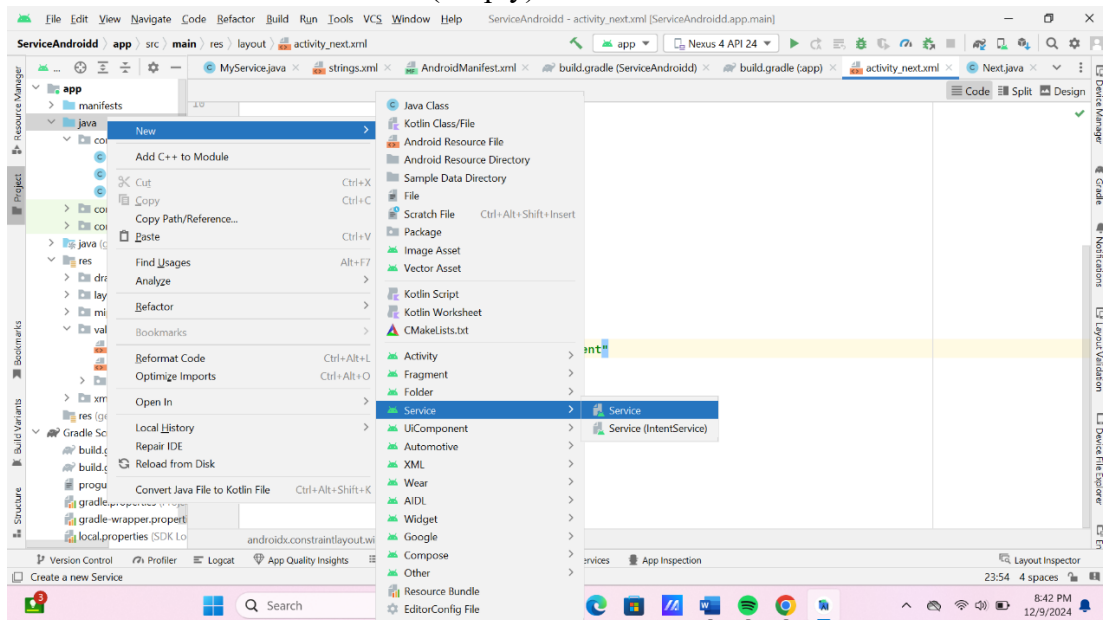 (Empty)
File Edit View Navigate Code Refactor Build Run Tools VCS Window Help ServiceAndroidd - activity_next.xml [ServiceAndroidd.app.main]
ServiceAndroidd app src main res layout activity_next.xml
app Nexus 4 API 24
MyService.java strings.xml AndroidManifest.xml build.gradle (ServiceAndroidd) build.gradle (:app) activity_next.xml Next.java
Code Split Design
Resource Manager
Project
Bookmarks
Build Variants
Structure
app
manifests
java
res
Gradle Sc
gradle.properties
gradle-wrapper.propert
local.properties (SDK Lo
New
Add C++ to Module
Cut Ctrl+X
Copy Ctrl+C
Copy Path/Reference...
Paste Ctrl+V
Find Usages Alt+F7
Analyze
Refactor
Bookmarks
Reformat Code Ctrl+Alt+L
Optimize Imports Ctrl+Alt+O
Open In
Local History
Repair IDE
Reload from Disk
Convert Java File to Kotlin File Ctrl+Alt+Shift+K
Java Class
Kotlin Class/File
Android Resource File
Android Resource Directory
Sample Data Directory
File
Scratch File Ctrl+Alt+Shift+Insert
Package
Image Asset
Vector Asset
Kotlin Script
Kotlin Worksheet
CMakeLists.txt
Activity
Fragment
Folder
Service
UiComponent
Automotive
XML
Wear
AIDL
Widget
Google
Compose
Other
Resource Bundle
EditorConfig File
Service
Service (IntentService)
ent"
androidx.constraintlayout.wi
Device Manager
Gradle
Notifications
Layout Validation
Device File Explorer
Version Control Profiler Logcat App Quality Insights ervices App Inspection Layout Inspector
Create a new Service 23:54 4 spaces
3
Search
8:42 PM
12/9/2024